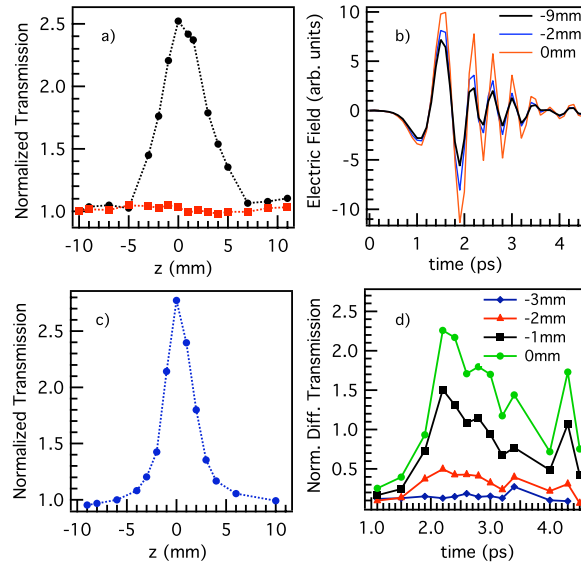 a)
Normalized Transmission
2.5
2.0
1.5
1.0
-10
-5
0
5
10
z (mm)
b)
-9mm
-2mm
0mm
Electric Field (arb. units)
10
5
0
-5
-10
0
1
2
3
4
time (ps)
c)
Normalized Transmission
2.5
2.0
1.5
1.0
-10
-5
0
5
10
z (mm)
d)
-3mm
-2mm
-1mm
0mm
Norm. Diff. Transmission
2.5
2.0
1.5
1.0
0.5
1.0
2.0
3.0
4.0
time (ps)